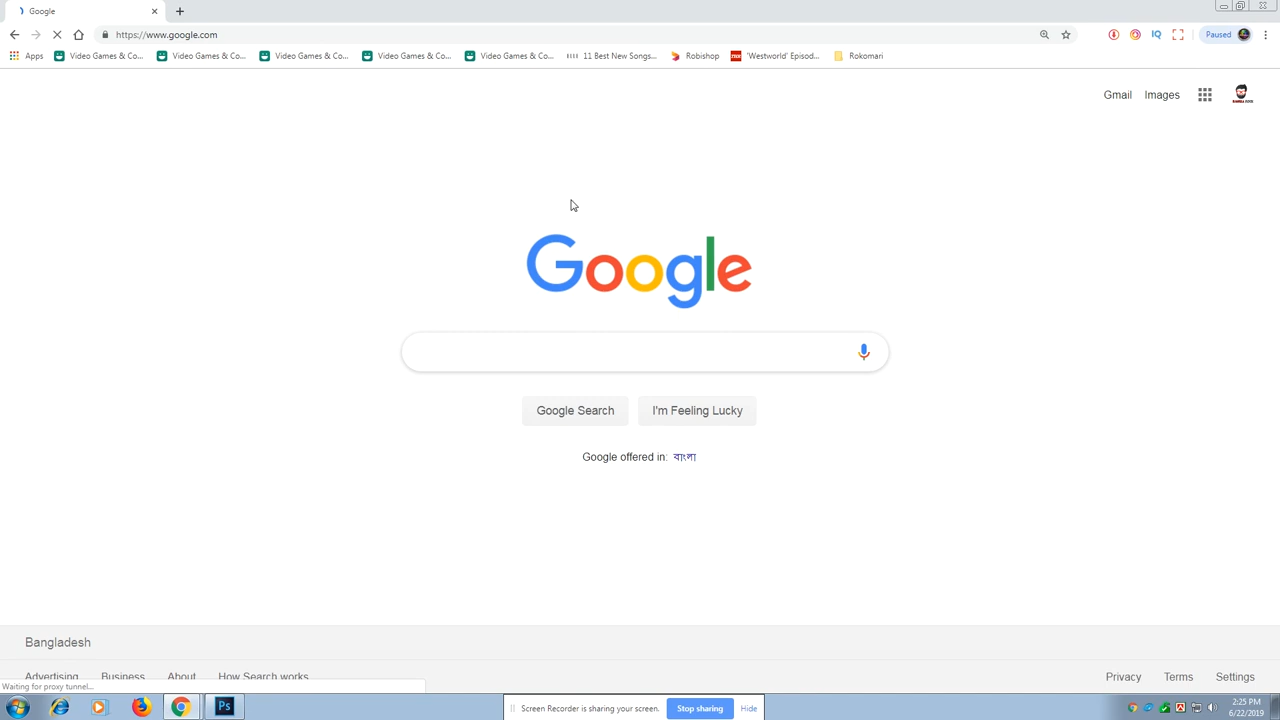 Google
https://www.google.com
Paused
Apps Video Games & Co... Video Games & Co... Video Games & Co... Video Games & Co... Video Games & Co... 11 Best New Songs... Robishop 'Westworld' Episod... Rokomari
Gmail Images
Google
Google Search I'm Feeling Lucky
Google offered in: বাংলা
Bangladesh
Advertising Business About How Search works Privacy Terms Settings
Waiting for proxy tunnel...
Ps
Screen Recorder is sharing your screen. Stop sharing Hide
2:25 PM
6/22/2019